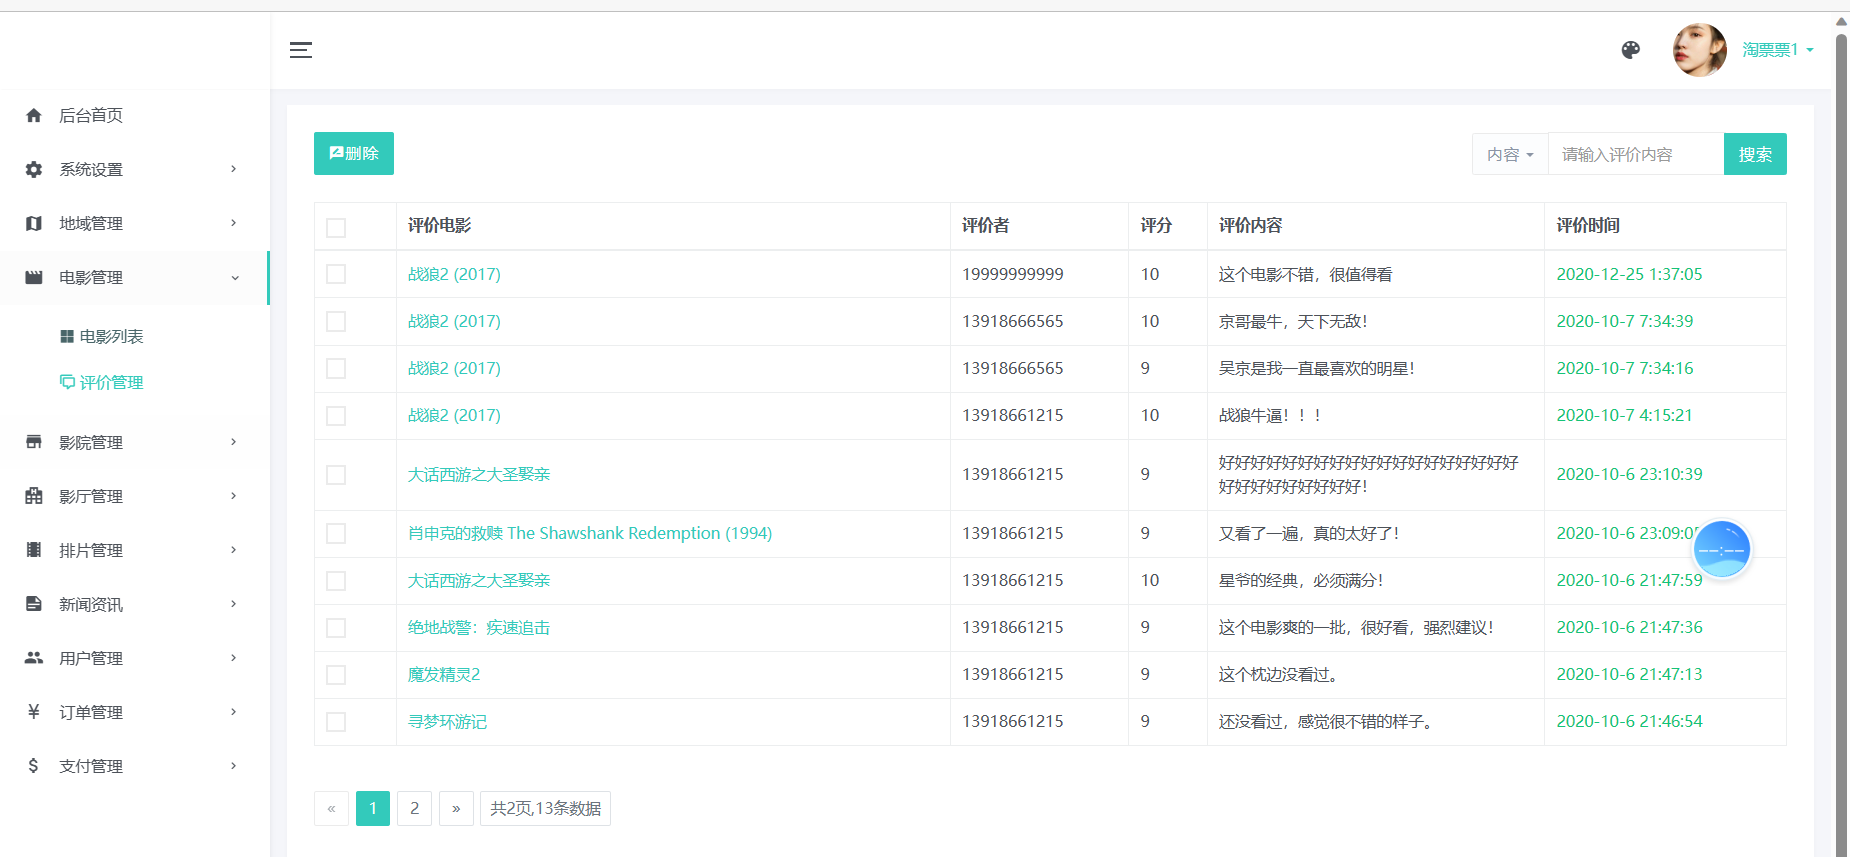 淘票票1
后台首页
系统设置
地域管理
电影管理
电影列表
评价管理
影院管理
影厅管理
排片管理
新闻资讯
用户管理
¥ 订单管理
$ 支付管理
删除
内容 请输入评价内容 搜索
评价电影 评价者 评分 评价内容 评价时间
战狼2 (2017) 19999999999 10 这个电影不错，很值得看 2020-12-25 1:37:05
战狼2 (2017) 13918666565 10 京哥最牛，天下无敌！ 2020-10-7 7:34:39
战狼2 (2017) 13918666565 9 吴京是我一直最喜欢的明星！ 2020-10-7 7:34:16
战狼2 (2017) 13918661215 10 战狼牛逼！！！ 2020-10-7 4:15:21
大话西游之大圣娶亲 13918661215 9 好好好好好好好好好好好好好好好好好好好 2020-10-6 23:10:39
好好好好好好好好好！
肖申克的救赎 The Shawshank Redemption (1994) 13918661215 9 又看了一遍，真的太好了！ 2020-10-6 23:09:0
大话西游之大圣娶亲 13918661215 10 星爷的经典，必须满分！ 2020-10-6 21:47:59
绝地战警：疾速追击 13918661215 9 这个电影爽的一批，很好看，强烈建议！ 2020-10-6 21:47:36
魔发精灵2 13918661215 9 这个枕边没看过。 2020-10-6 21:47:13
寻梦环游记 13918661215 9 还没看过，感觉很不错的样子。 2020-10-6 21:46:54
« 1 2 » 共2页,13条数据